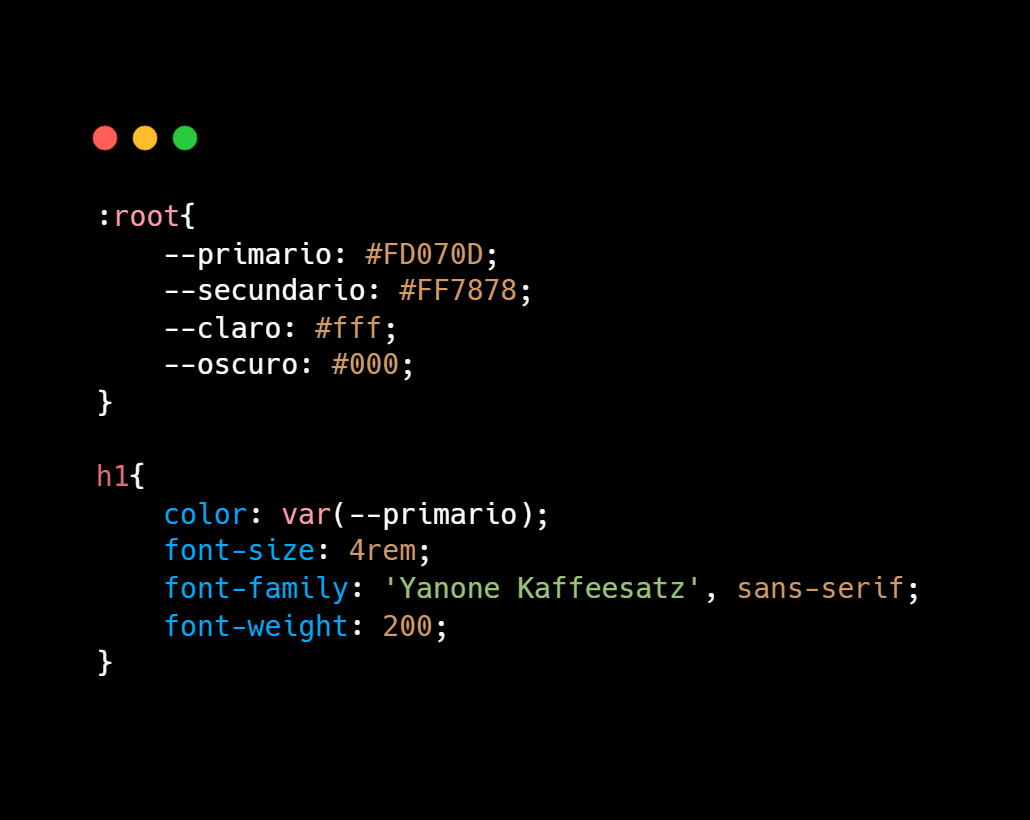 :root{
    --primario: #FD070D;
    --secundario: #FF7878;
    --claro: #fff;
    --oscuro: #000;
}

h1{
    color: var(--primario);
    font-size: 4rem;
    font-family: 'Yanone Kaffeesatz', sans-serif;
    font-weight: 200;
}